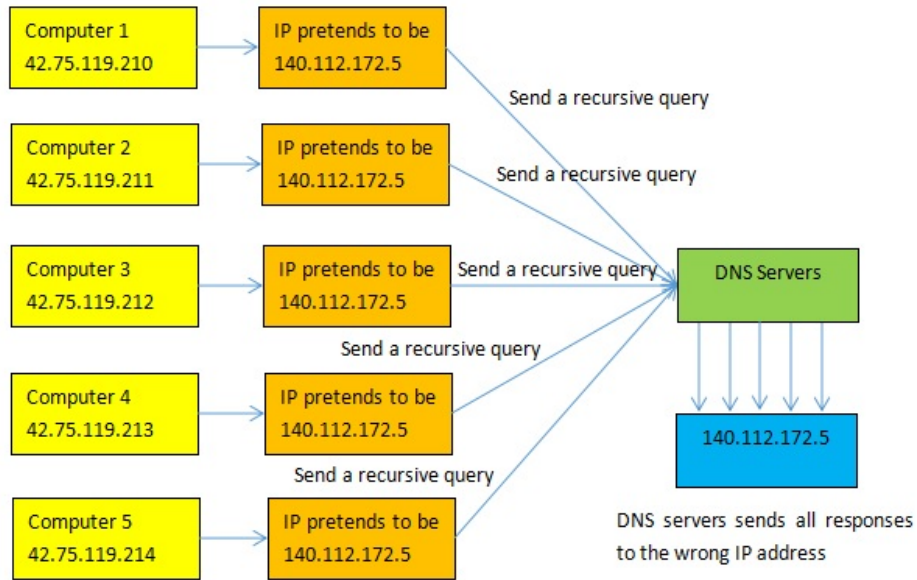 Computer 1
42.75.119.210
IP pretends to be
140.112.172.5
Send a recursive query
Computer 2
42.75.119.211
IP pretends to be
140.112.172.5
Send a recursive query
Computer 3
42.75.119.212
IP pretends to be
140.112.172.5
Send a recursive query
DNS Servers
Send a recursive query
Computer 4
42.75.119.213
IP pretends to be
140.112.172.5
140.112.172.5
Send a recursive query
Computer 5
42.75.119.214
IP pretends to be
140.112.172.5
DNS servers sends all responses
to the wrong IP address